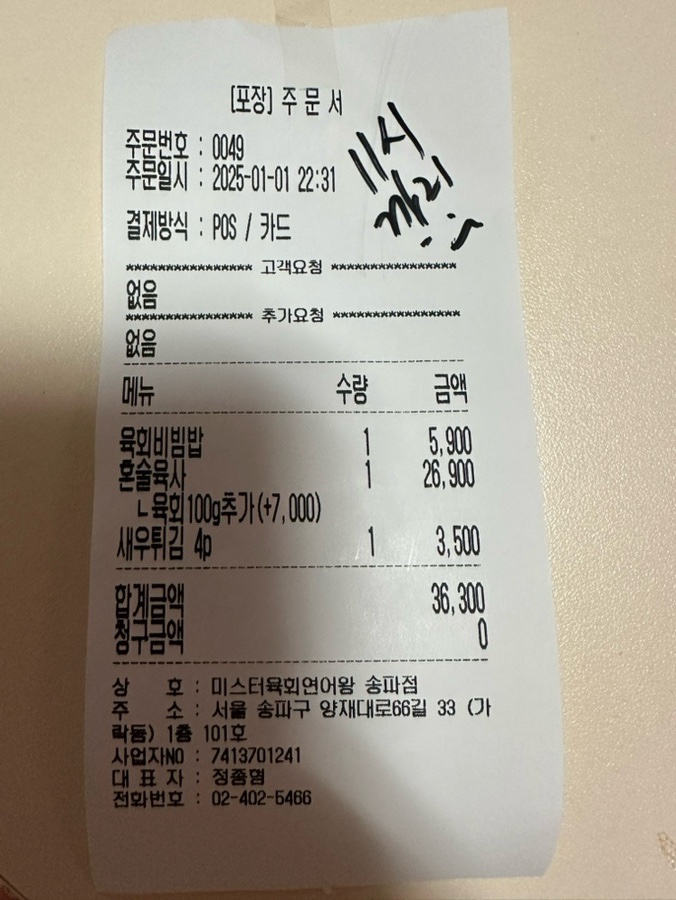 [포장] 주 문 서
11시
까지
주문번호 : 0049
주문일시 : 2025-01-01 22:31
결제방식 : POS / 카드
**************** 고객요청 ****************
없음
**************** 추가요청 ****************
없음
메뉴 수량 금액
육회비빔밥 1 5,900
혼술육사 1 26,900
ㄴ육회100g추가(+7,000)
새우튀김 4p 1 3,500
합계금액 36,300
청구금액 0
상 호 : 미스터육회연어왕 송파점
주 소 : 서울 송파구 양재대로66길 33 (가
락동) 1층 101호
사업자NO : 7413701241
대 표 자 : 정좀형
전화번호 : 02-402-5466